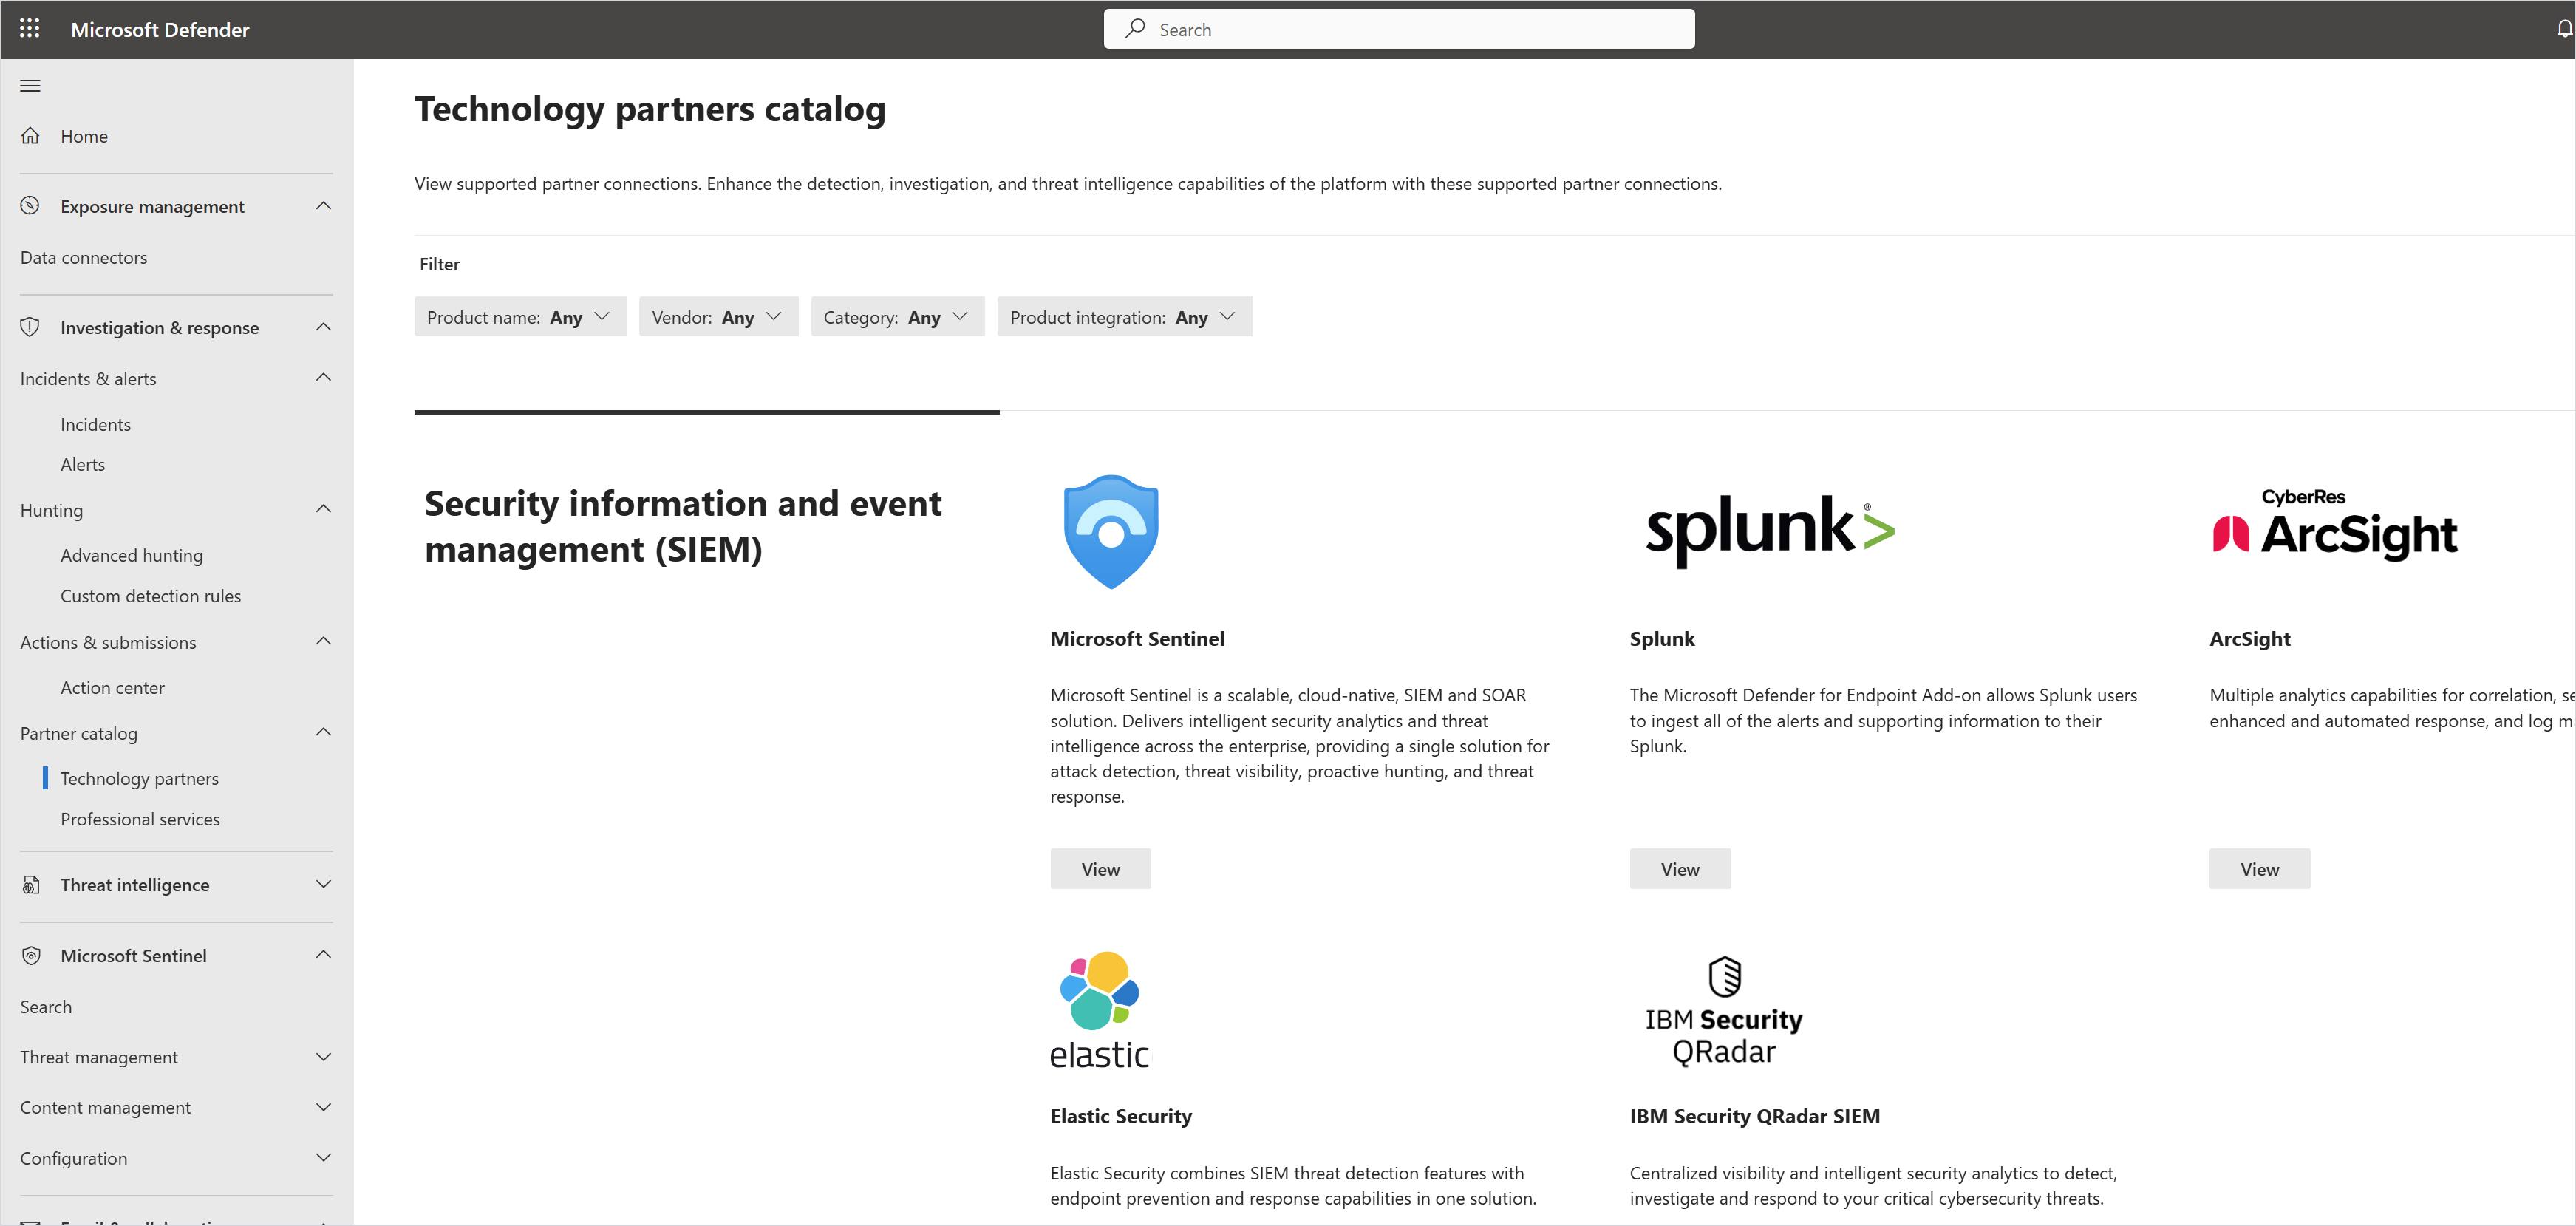 Microsoft Defender
Search
Home
Exposure management
Data connectors
Investigation & response
Incidents & alerts
Incidents
Alerts
Hunting
Advanced hunting
Custom detection rules
Actions & submissions
Action center
Partner catalog
Technology partners
Professional services
Threat intelligence
Microsoft Sentinel
Search
Threat management
Content management
Configuration
Technology partners catalog
View supported partner connections. Enhance the detection, investigation, and threat intelligence capabilities of the platform with these supported partner connections.
Filter
Product name: Any
Vendor: Any
Category: Any
Product integration: Any
Security information and event
management (SIEM)
Microsoft Sentinel
Microsoft Sentinel is a scalable, cloud-native, SIEM and SOAR
solution. Delivers intelligent security analytics and threat
intelligence across the enterprise, providing a single solution for
attack detection, threat visibility, proactive hunting, and threat
response.
View
splunk>®
Splunk
The Microsoft Defender for Endpoint Add-on allows Splunk users
to ingest all of the alerts and supporting information to their
Splunk.
View
CyberRes
ArcSight
ArcSight
Multiple analytics capabilities for correlation,
enhanced and automated response, and log
View
elastic
Elastic Security
Elastic Security combines SIEM threat detection features with
endpoint prevention and response capabilities in one solution.
IBM Security
QRadar
IBM Security QRadar SIEM
Centralized visibility and intelligent security analytics to detect,
investigate and respond to your critical cybersecurity threats.